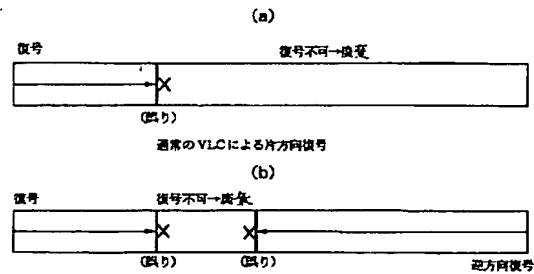 (a)
復号 復号不可→廃棄
(誤り)
通常のVLCによる片方向復号
(b)
復号 復号不可→廃棄
(誤り) (誤り)
逆方向復号